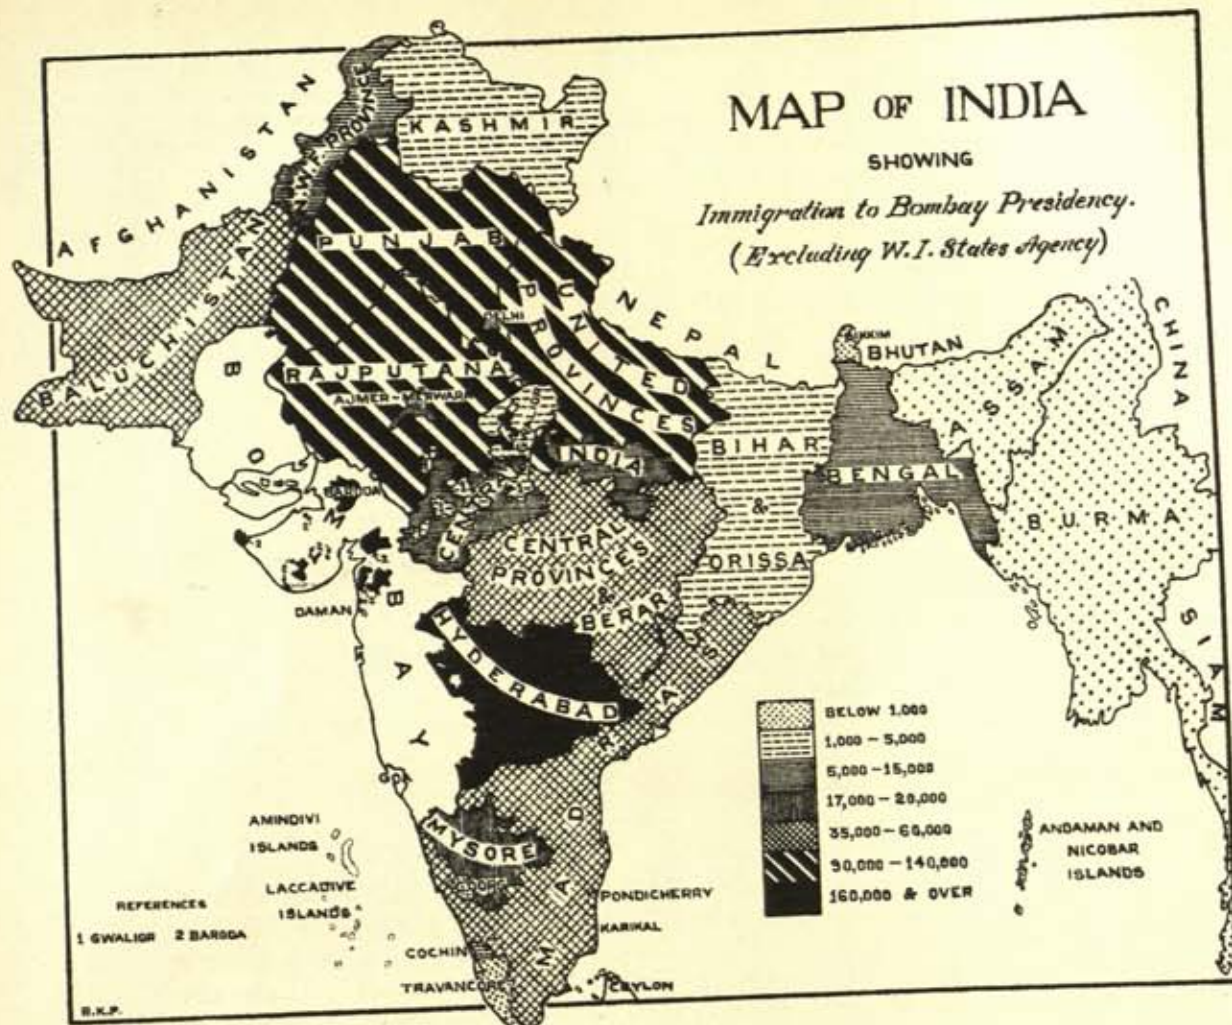 MAP OF INDIA
SHOWING
Immigration to Bombay Presidency.
(Excluding W.I. States Agency)
AFGHANISTAN
N.W.F. PROVINCE
KASHMIR
BALUCHISTAN
PUNJAB
DELHI
UNITED
PROVINCES
NEPAL
CHINA
SIKKIM
BHUTAN
ASSAM
RAJPUTANA
AJMER-MERWARA
BIHAR
&
ORISSA
BENGAL
BURMA
SIAM
CENTRAL
INDIA
BARODA
CENTRAL
PROVINCES
&
BERAR
DAMAN
BOMBAY
HYDERABAD
MADRAS
GOA
MYSORE
COORG
AMINDIVI
ISLANDS
LACCADIVE
ISLANDS
PONDICHERRY
KARIKAL
COCHIN
TRAVANCORE
CEYLON
ANDAMAN AND
NICOBAR
ISLANDS
BELOW 1,000
1,000 – 5,000
5,000 – 15,000
17,000 – 20,000
35,000 – 60,000
90,000 – 140,000
160,000 & OVER
REFERENCES
1 GWALIOR 2 BARODA
R.K.P.